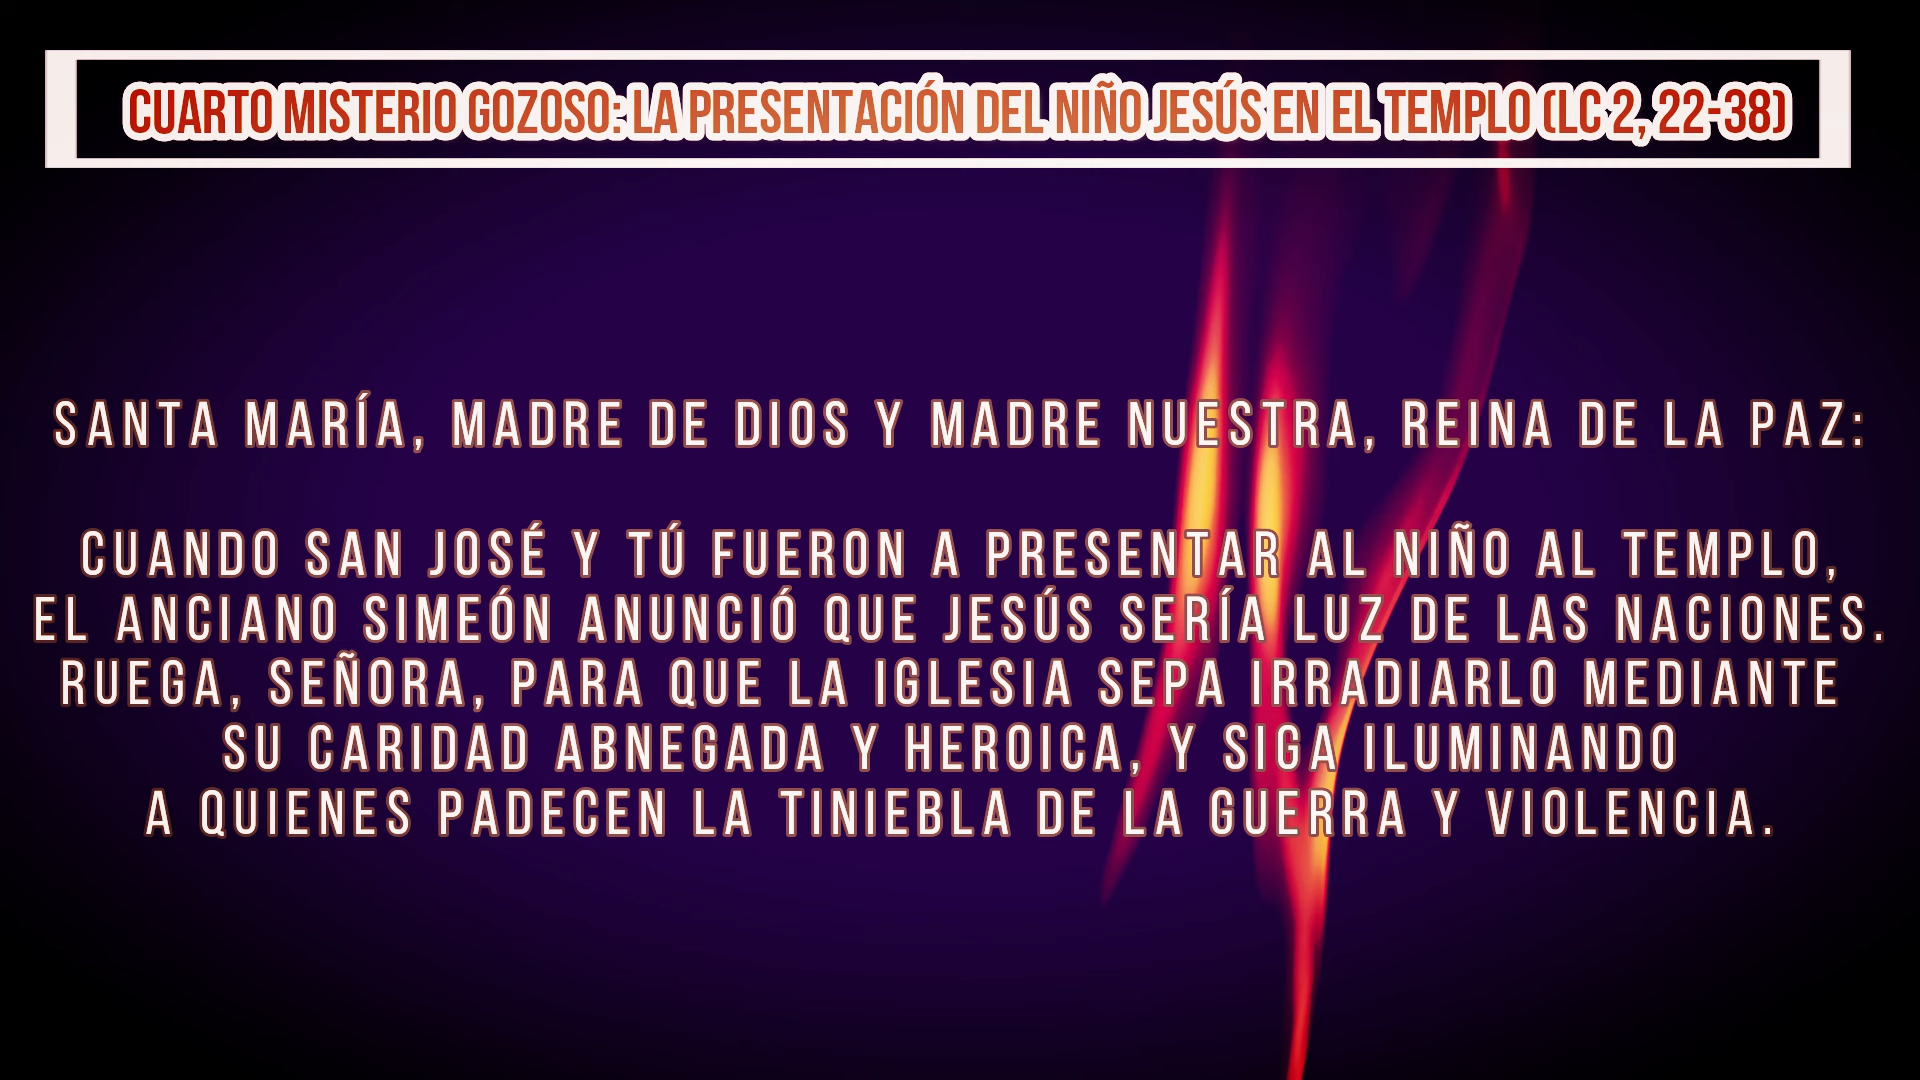 CUARTO MISTERIO GOZOSO: LA PRESENTACIÓN DEL NIÑO JESÚS EN EL TEMPLO (LC 2, 22-38)
SANTA MARÍA, MADRE DE DIOS Y MADRE NUESTRA, REINA DE LA PAZ:
CUANDO SAN JOSÉ Y TÚ FUERON A PRESENTAR AL NIÑO AL TEMPLO,
EL ANCIANO SIMEÓN ANUNCIÓ QUE JESÚS SERÍA LUZ DE LAS NACIONES.
RUEGA, SEÑORA, PARA QUE LA IGLESIA SEPA IRRADIARLO MEDIANTE
SU CARIDAD ABNEGADA Y HEROICA, Y SIGA ILUMINANDO
A QUIENES PADECEN LA TINIEBLA DE LA GUERRA Y VIOLENCIA.